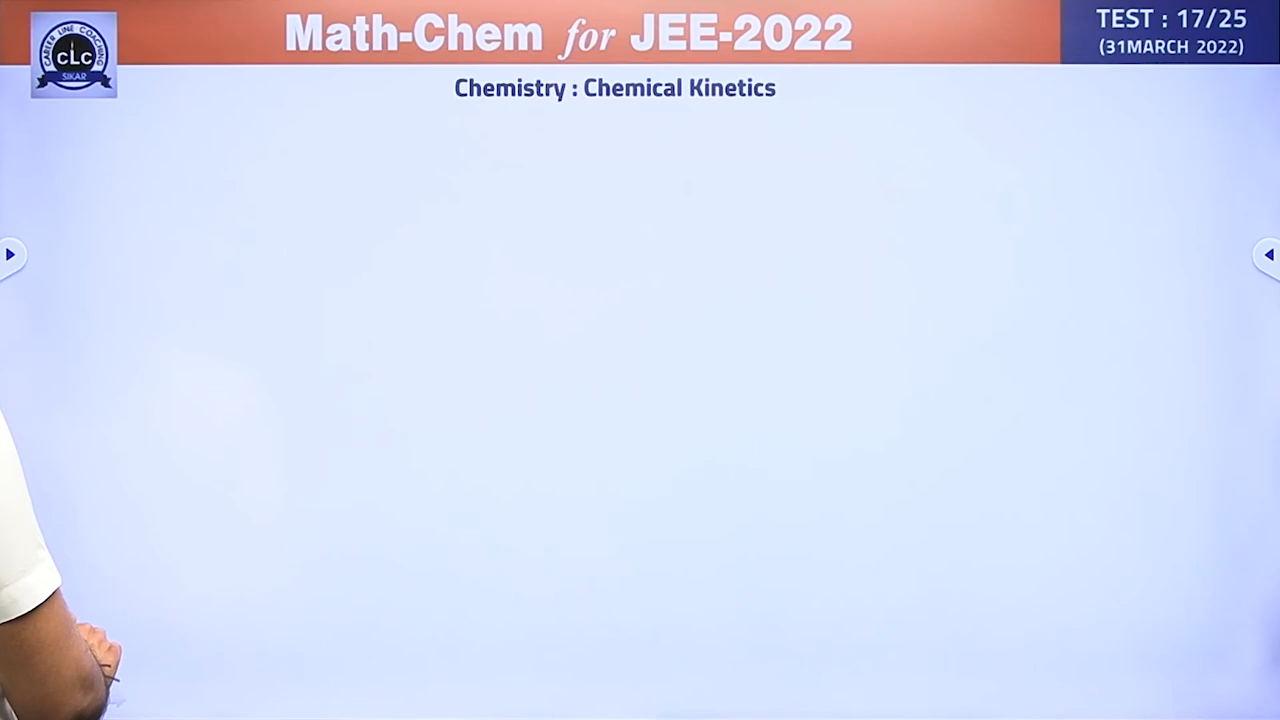 Math-Chem for JEE-2022
TEST : 17/25
(31MARCH 2022)
CAREER LINE COACHING
CLC
SIKAR
Chemistry : Chemical Kinetics